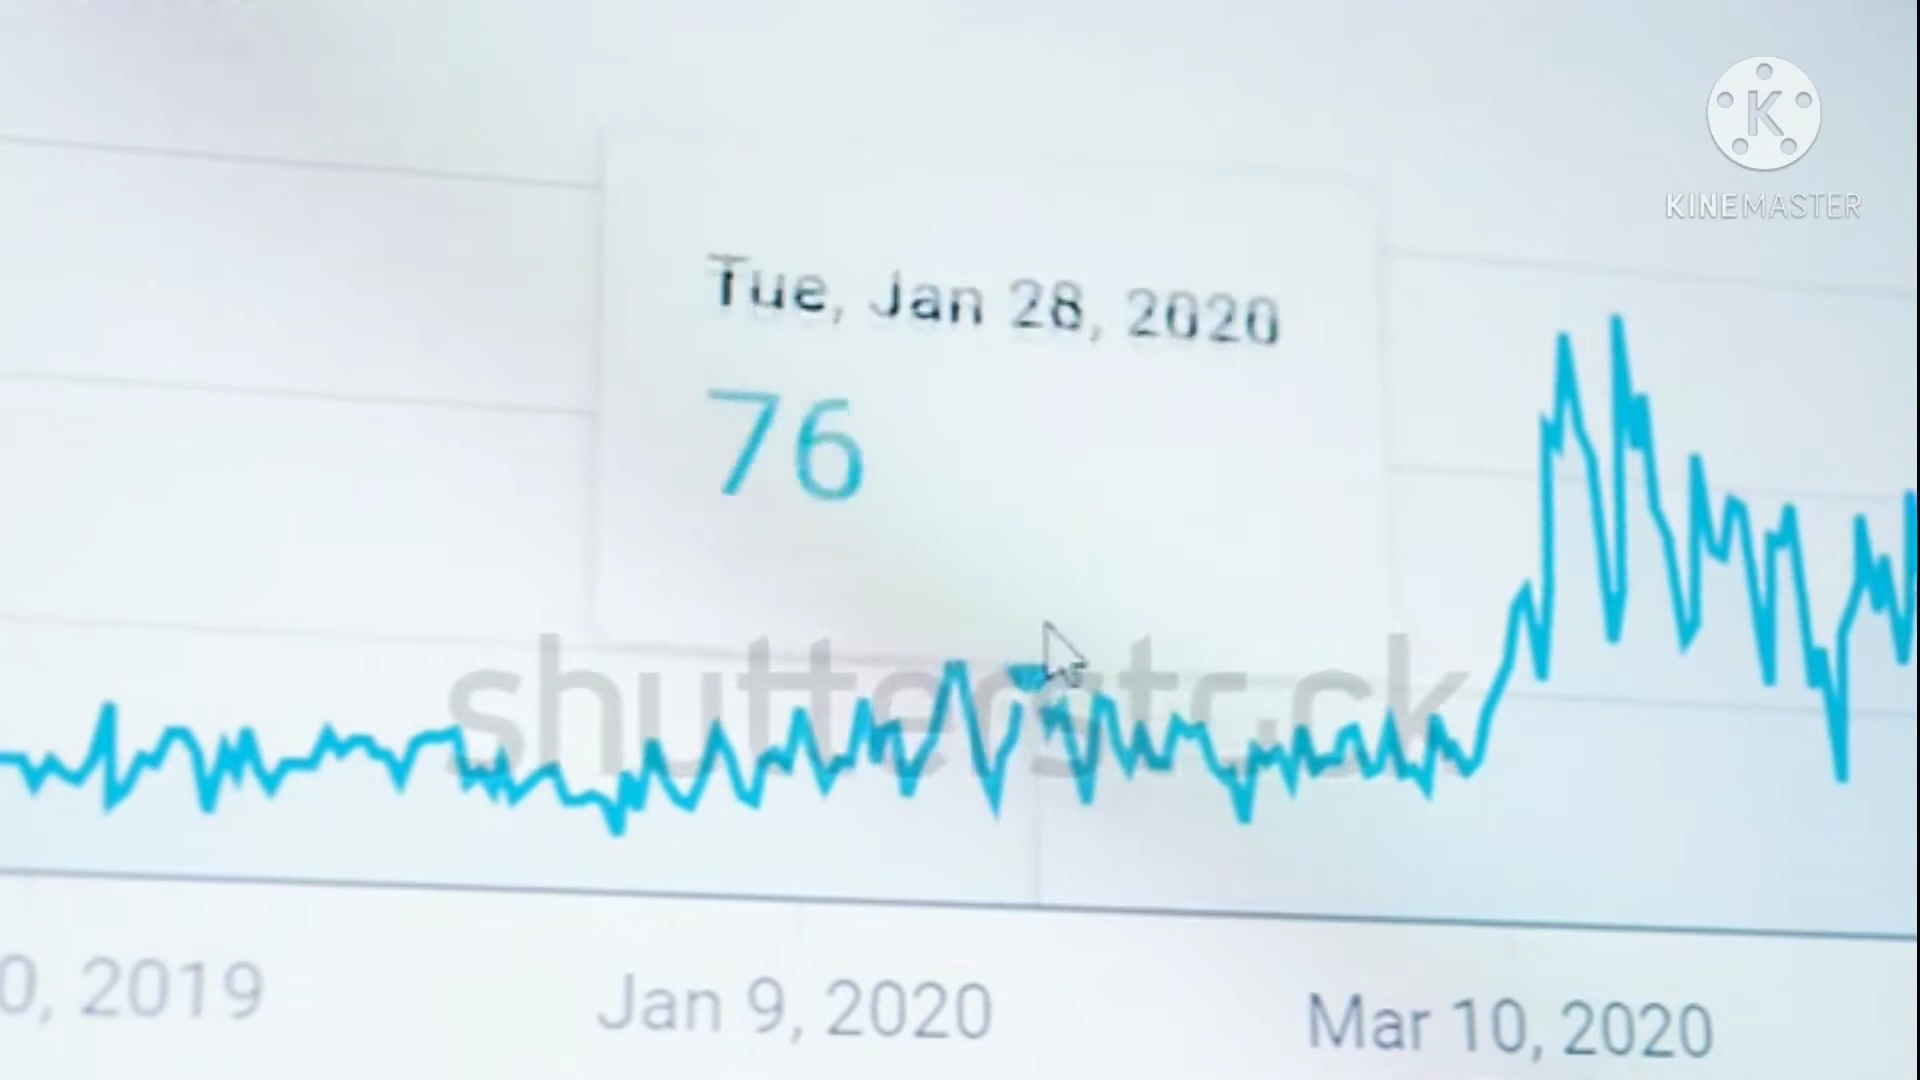 K
KINEMASTER
Tue, Jan 28, 2020
76
shutterstock
0, 2019
Jan 9, 2020
Mar 10, 2020